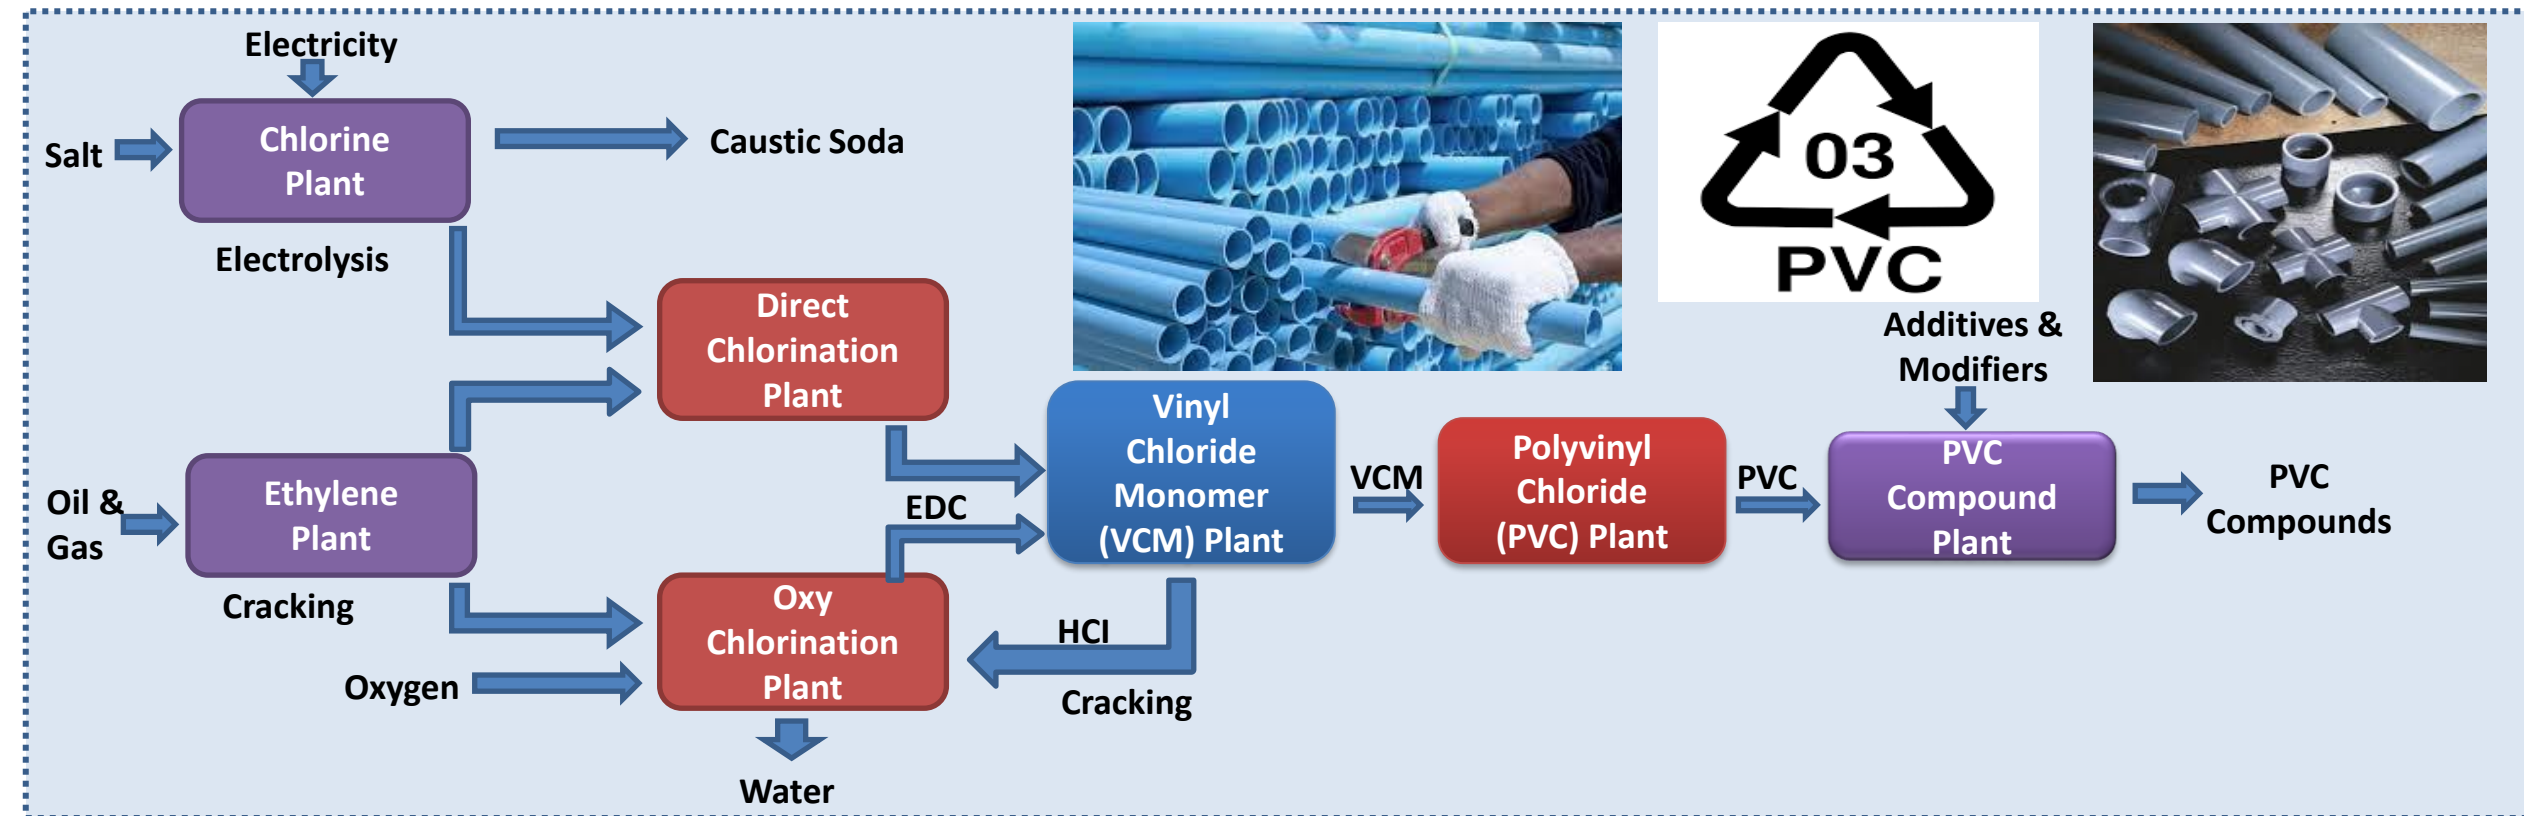 Electricity
Salt
Chlorine
Plant
Caustic Soda
Electrolysis
Direct
Chlorination
Plant
Oil &
Gas
Ethylene
Plant
Cracking
Oxygen
Oxy
Chlorination
Plant
Water
EDC
HCl
Cracking
Vinyl
Chloride
Monomer
(VCM) Plant
VCM
Polyvinyl
Chloride
(PVC) Plant
PVC
03
PVC
Additives &
Modifiers
PVC
Compound
Plant
PVC
Compounds